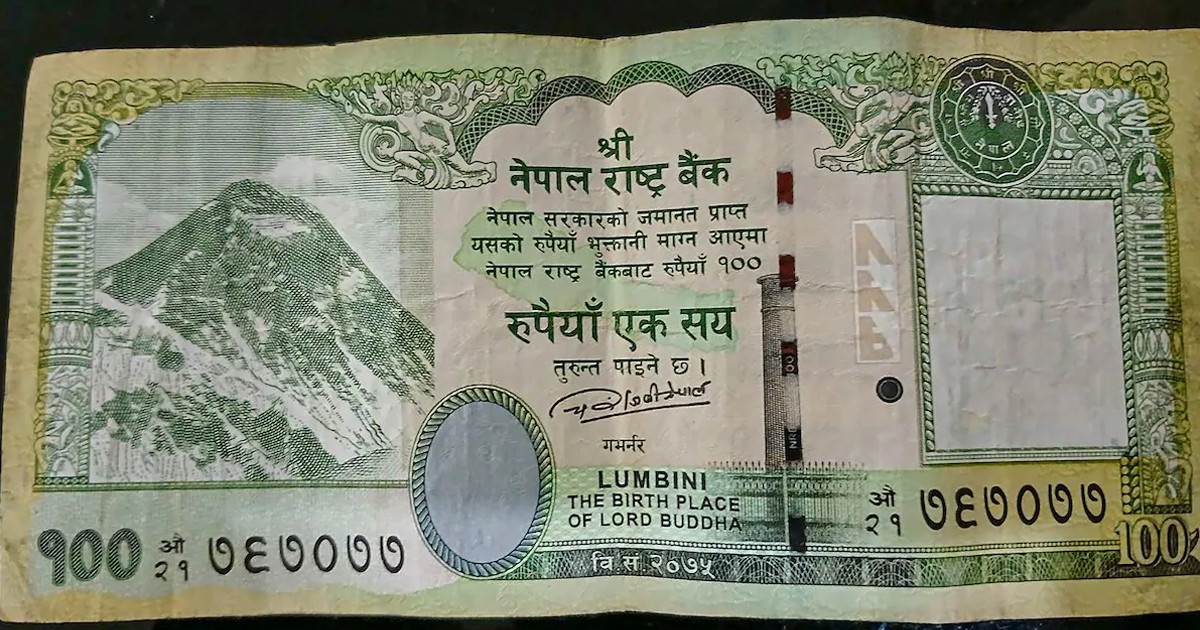 श्री
नेपाल राष्ट्र बैंक
नेपाल सरकारको जमानत प्राप्त
यसको रुपैयाँ भुक्तानी माग्न आएमा
नेपाल राष्ट्र बैंकबाट रुपैयाँ १००
रुपैयाँ एक सय
तुरुन्त पाइने छ।
गभर्नर
LUMBINI
THE BIRTH PLACE
OF LORD BUDDHA
वि सं २०७५
१००
औ
२१ ७६७०७७
औ
२१ ७६७०७७
100
NRB